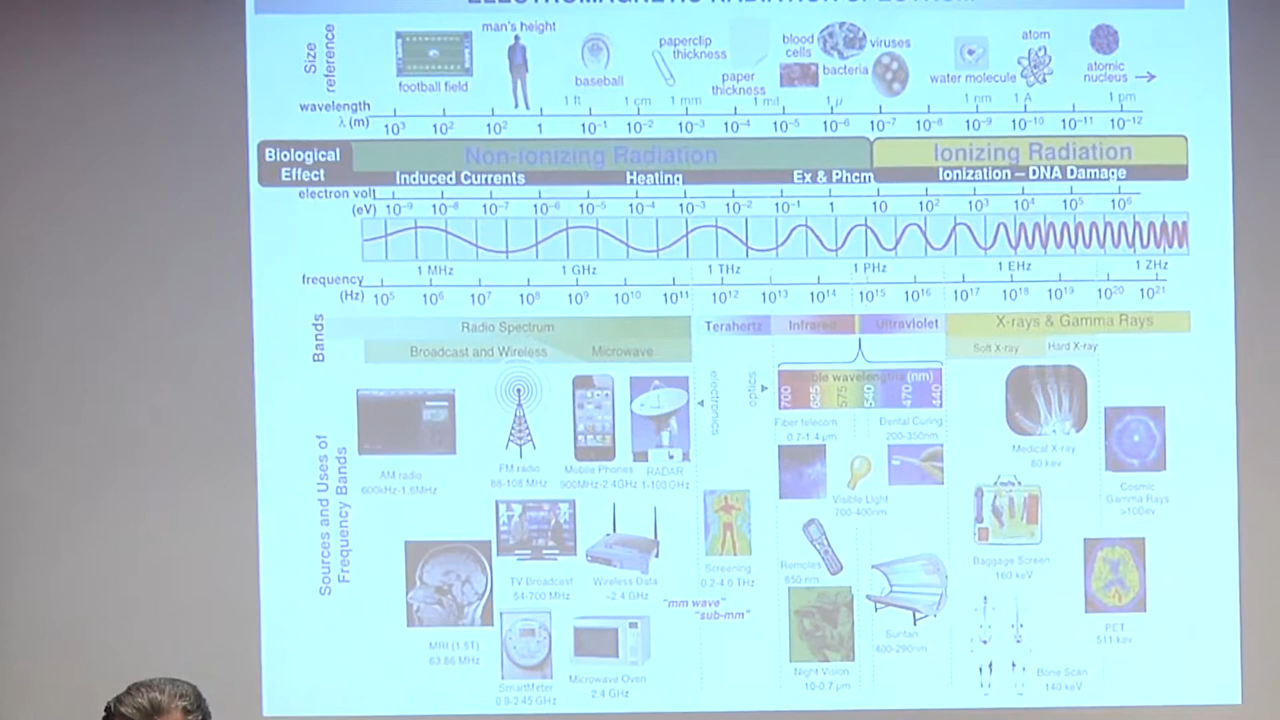 ELECTROMAGNETIC RADIATION SPECTRUM
Size reference
football field
man's height
baseball
paperclip thickness
paper thickness
blood cells
bacteria
viruses
water molecule
atom
atomic nucleus
1 ft 1 cm 1 mm 1 mil 1 µ 1 nm 1 A 1 pm
wavelength
λ (m)
10³ 10² 10² 1 10⁻¹ 10⁻² 10⁻³ 10⁻⁴ 10⁻⁵ 10⁻⁶ 10⁻⁷ 10⁻⁸ 10⁻⁹ 10⁻¹⁰ 10⁻¹¹ 10⁻¹²
Biological Effect
Non-ionizing Radiation
Ionizing Radiation
Induced Currents
Heating
Ex & Phcm
Ionization – DNA Damage
electron volt
(eV)
10⁻⁹ 10⁻⁸ 10⁻⁷ 10⁻⁶ 10⁻⁵ 10⁻⁴ 10⁻³ 10⁻² 10⁻¹ 1 10 10² 10³ 10⁴ 10⁵ 10⁶
1 MHz 1 GHz 1 THz 1 PHz 1 EHz 1 ZHz
frequency
(Hz)
10⁵ 10⁶ 10⁷ 10⁸ 10⁹ 10¹⁰ 10¹¹ 10¹² 10¹³ 10¹⁴ 10¹⁵ 10¹⁶ 10¹⁷ 10¹⁸ 10¹⁹ 10²⁰ 10²¹
Bands
Radio Spectrum
Terahertz
Infrared
Ultraviolet
X-rays & Gamma Rays
Broadcast and Wireless
Microwave
Soft X-ray
Hard X-ray
electronics
optics
wavelengths (nm)
700 625 575 540 470 440
Sources and Uses of
Frequency Bands
AM radio
600kHz-1.6MHz
FM radio
88-108 MHz
Mobile Phones
900MHz-2.4GHz
RADAR
1-100 GHz
Fiber telecom
0.7-1.4 µm
Dental Curing
200-350nm
Medical X-ray
80 kev
Visible Light
700-400nm
Cosmic
Gamma Rays
>100ev
TV Broadcast
54-700 MHz
Wireless Data
~2.4 GHz
Screening
0.2-4.0 THz
Remotes
850 nm
Baggage Screen
160 keV
"mm wave"
"sub-mm"
Suntan
400-290nm
PET
511 kev
MRI (1.5T)
63.86 MHz
SmartMeter
0.9-2.45 GHz
Microwave Oven
2.4 GHz
Night Vision
10-0.7 µm
Bone Scan
140 keV